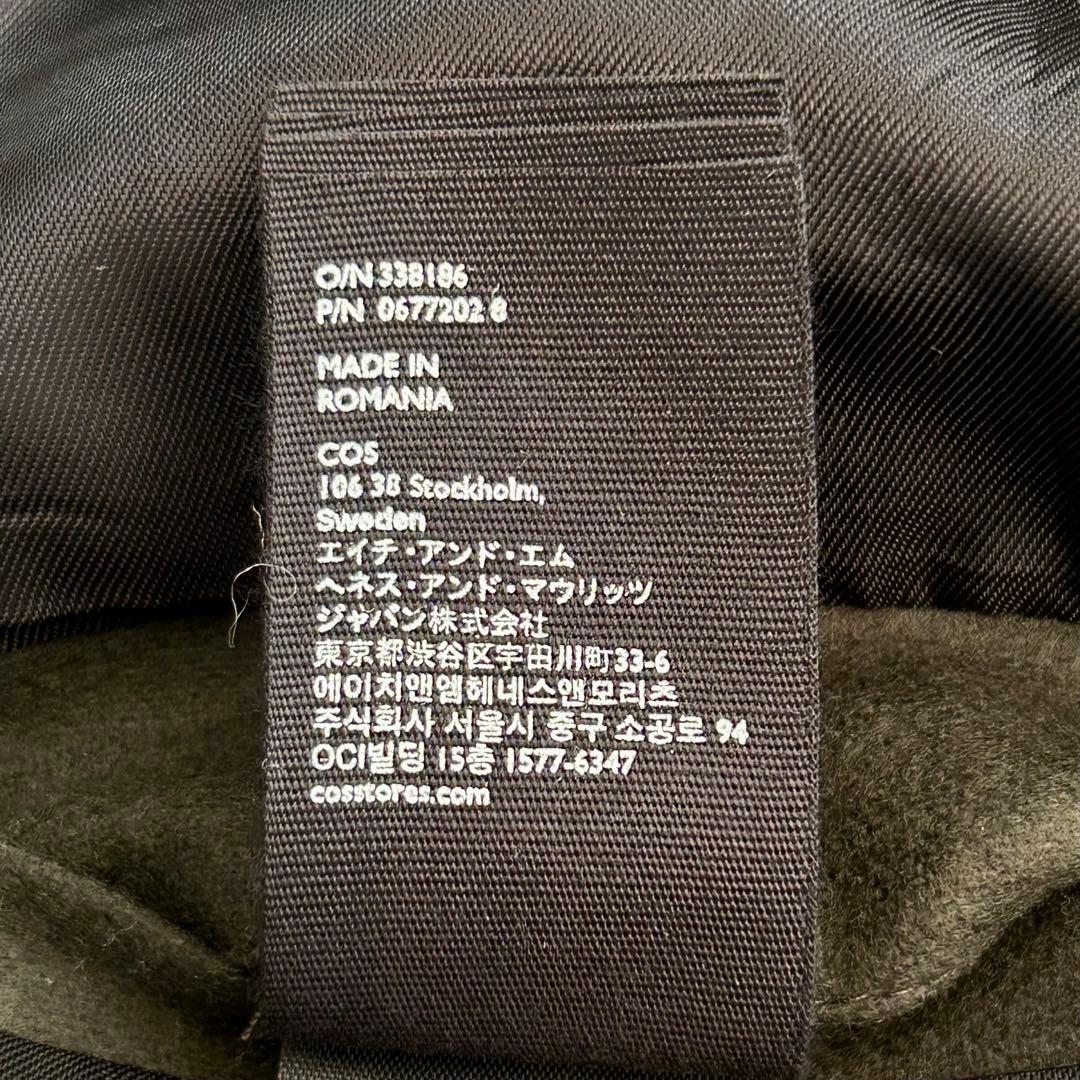 O/N 338186
P/N 0677202 8
MADE IN
ROMANIA
COS
106 38 Stockholm,
Sweden
エイチ・アンド・エム
ヘネス・アンド・マウリッツ
ジャパン株式会社
東京都渋谷区宇田川町33-6
에이치앤엠헤네스앤모리츠
주식회사 서울시 중구 소공로 94
OCI빌딩 15층 1577-6347
cosstores.com